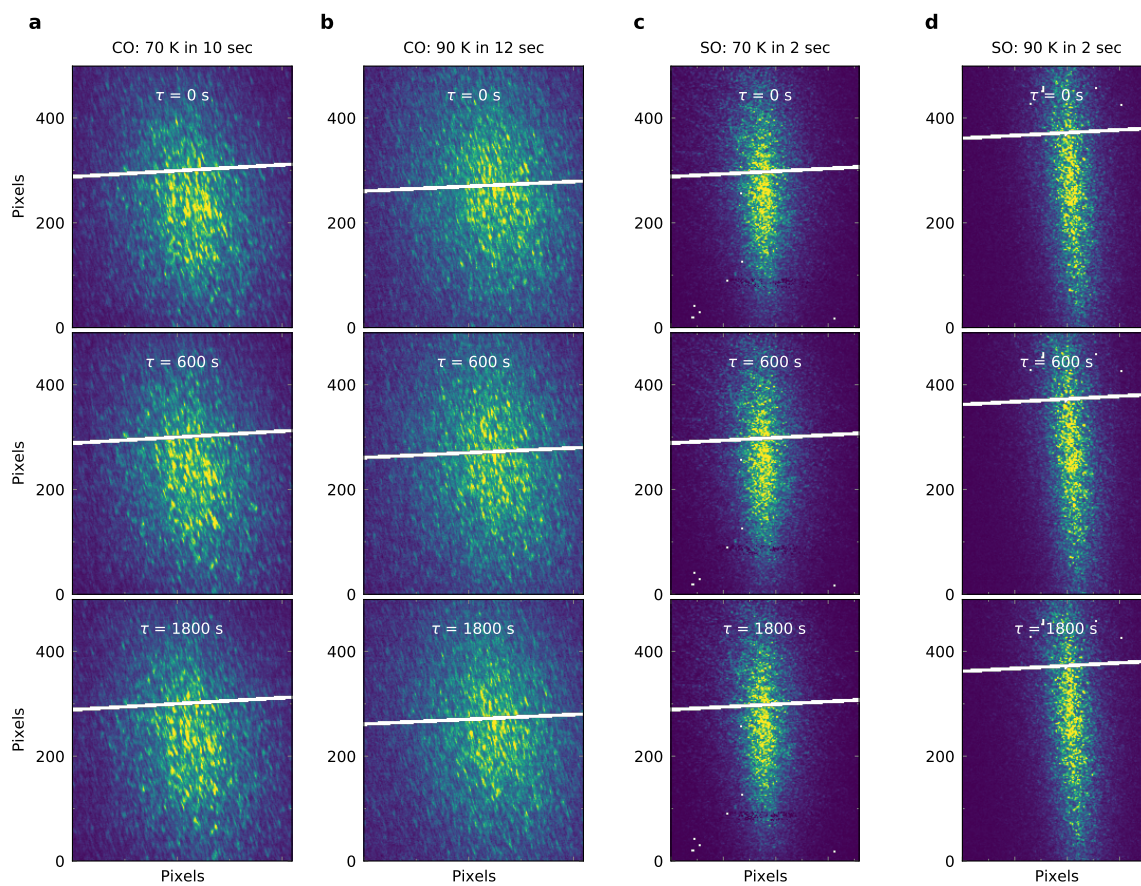 a b c d
CO: 70 K in 10 sec CO: 90 K in 12 sec SO: 70 K in 2 sec SO: 90 K in 2 sec
τ = 0 s τ = 0 s τ = 0 s τ = 0 s
400 400 400 400
Pixels
200 200 200 200
0 0 0 0
τ = 600 s τ = 600 s τ = 600 s τ = 600 s
400 400 400 400
Pixels
200 200 200 200
0 0 0 0
τ = 1800 s τ = 1800 s τ = 1800 s τ = 1800 s
400 400 400 400
Pixels
200 200 200 200
0 0 0 0
Pixels Pixels Pixels Pixels